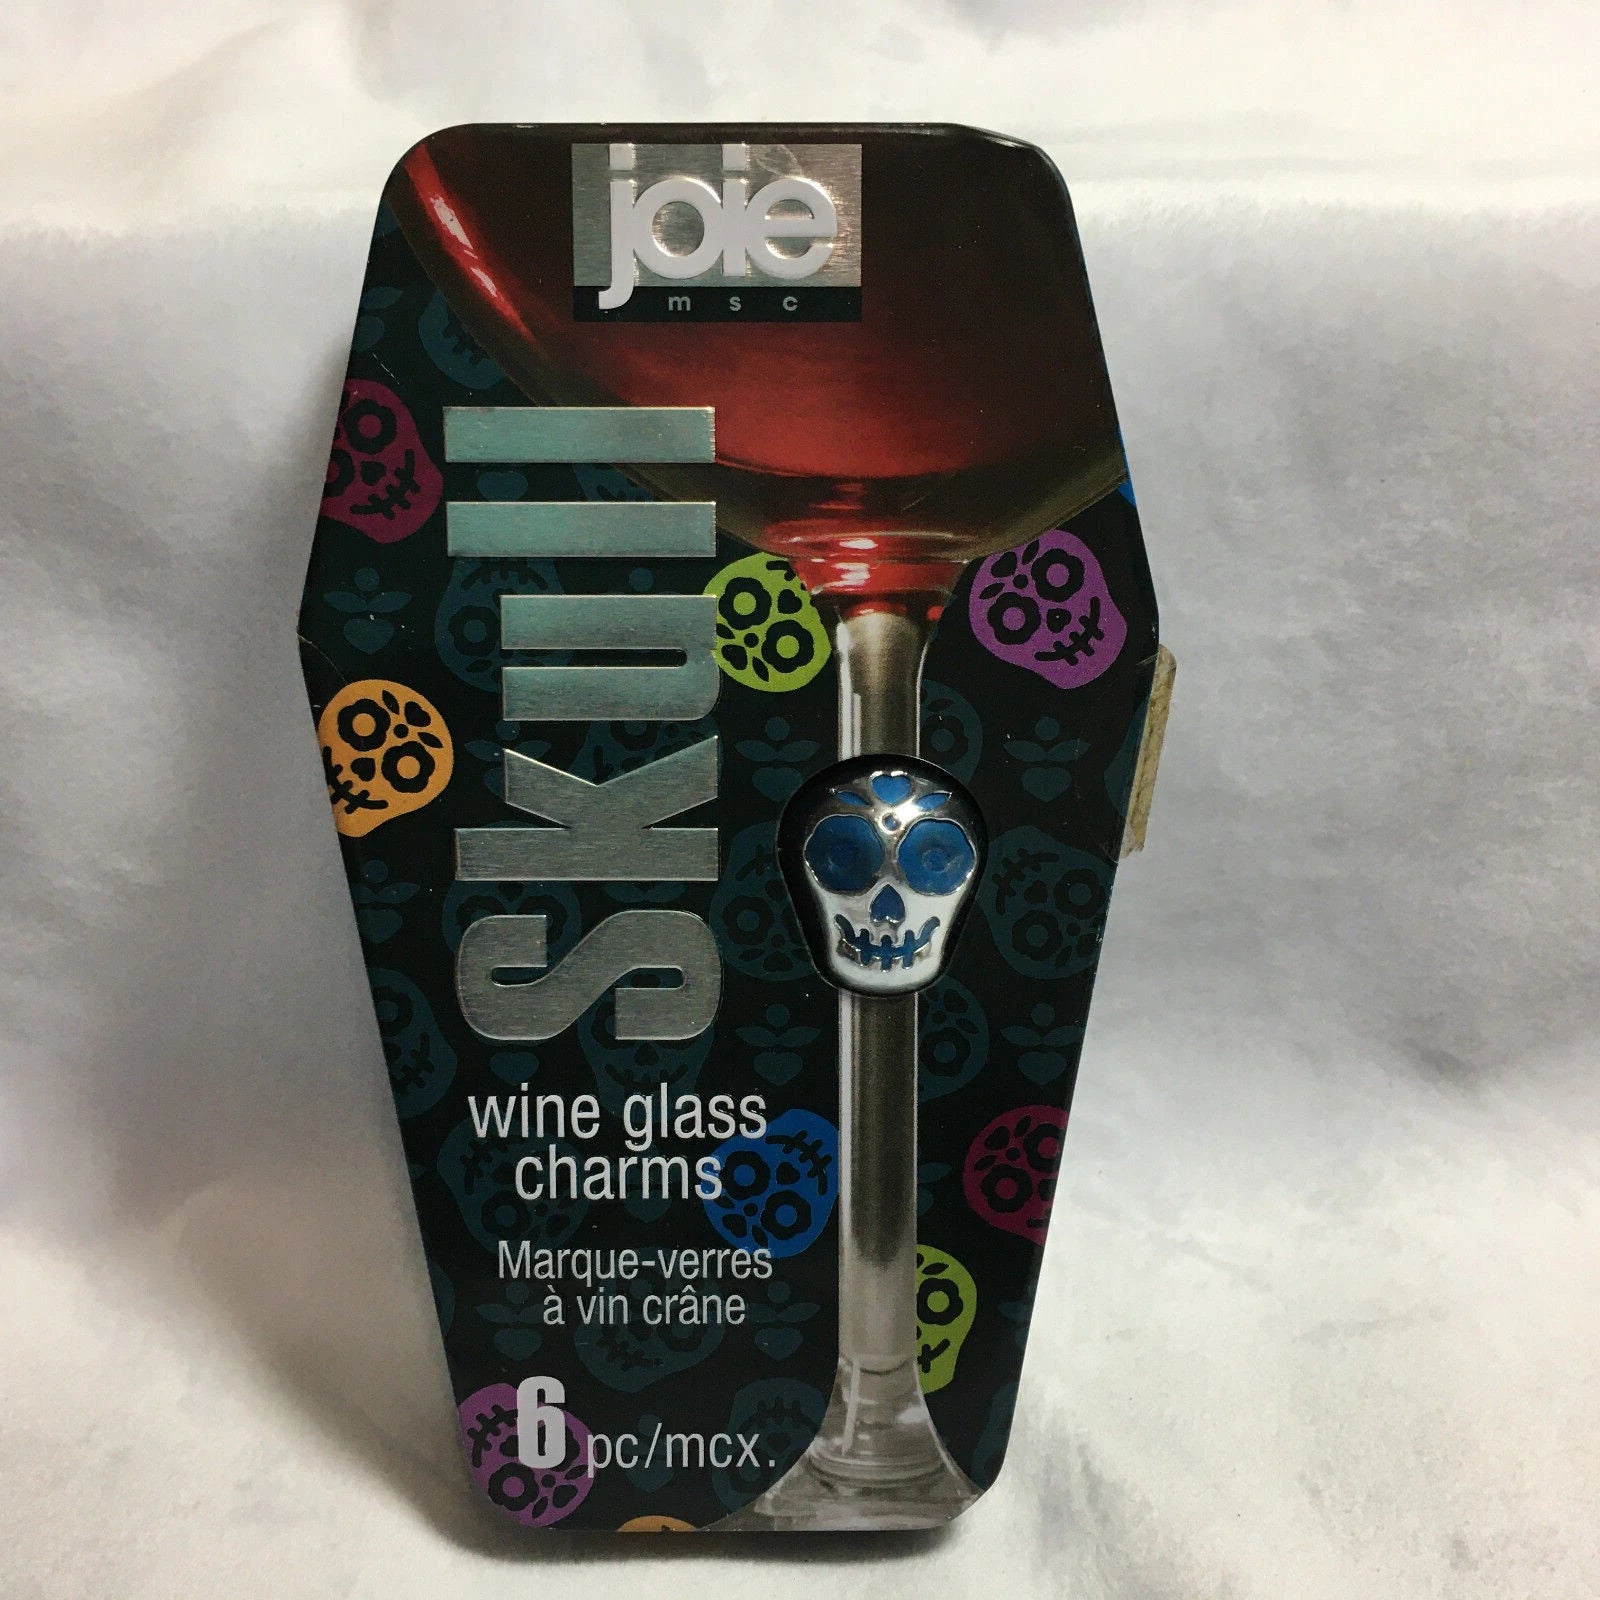 joie
msc
skull
wine glass
charms
Marque-verres
à vin crâne
6 pc/mcx.